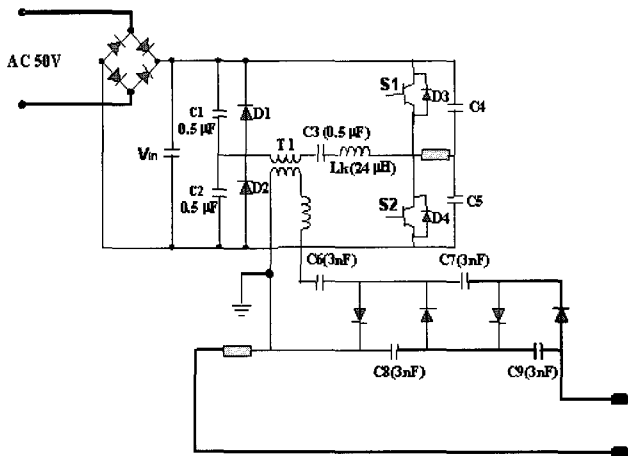 AC 50V
Vin
C1
0.5 μF
D1
C2
0.5 μF
D2
T1
C3 (0.5 μF)
Lk(24 μH)
S1
D3
C4
S2
D4
C5
C6(3nF)
C7(3nF)
C8(3nF)
C9(3nF)